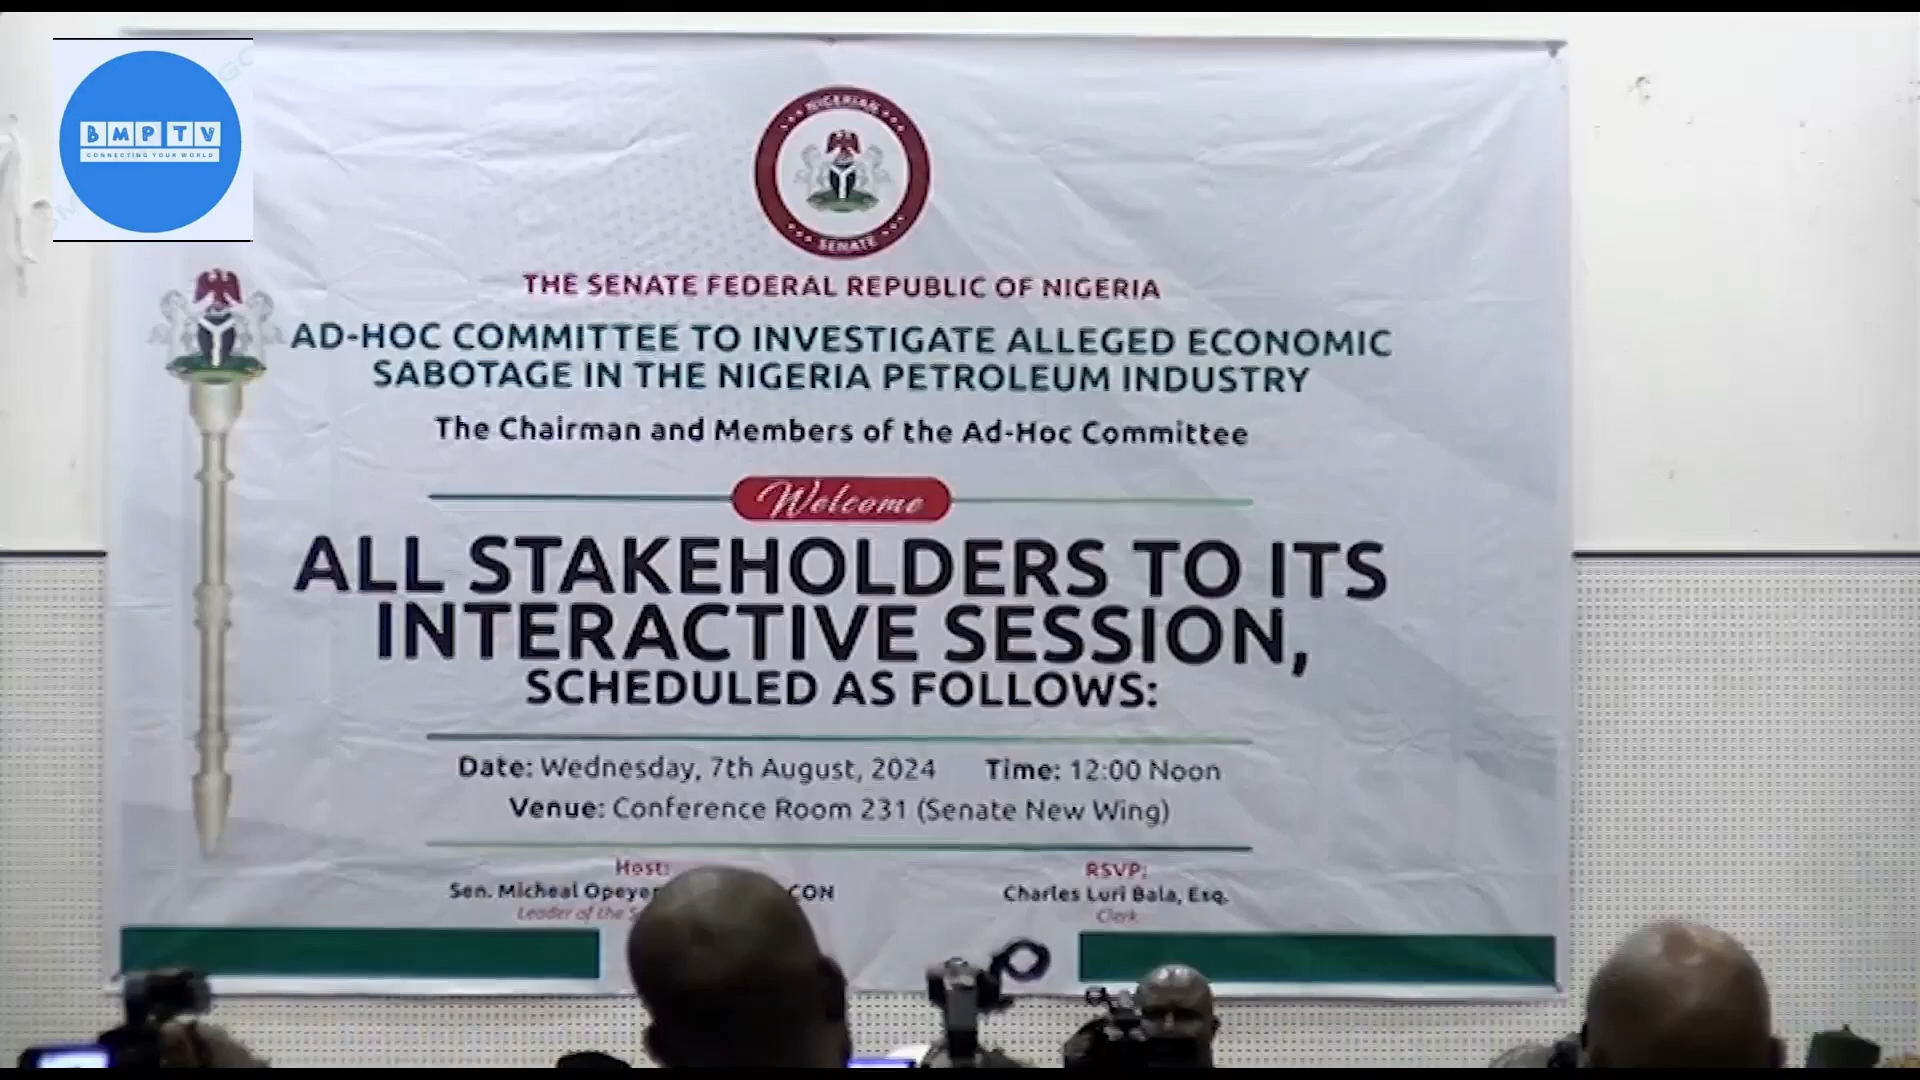 BMPTV
CONNECTING YOUR WORLD
NIGERIAN
SENATE
THE SENATE FEDERAL REPUBLIC OF NIGERIA
AD-HOC COMMITTEE TO INVESTIGATE ALLEGED ECONOMIC
SABOTAGE IN THE NIGERIA PETROLEUM INDUSTRY
The Chairman and Members of the Ad-Hoc Committee
Welcome
ALL STAKEHOLDERS TO ITS
INTERACTIVE SESSION,
SCHEDULED AS FOLLOWS:
Date: Wednesday, 7th August, 2024 Time: 12:00 Noon
Venue: Conference Room 231 (Senate New Wing)
Host:
Sen. Micheal CON
Leader of the
RSVP:
Charles Luri Bala, Esq.
Clerk